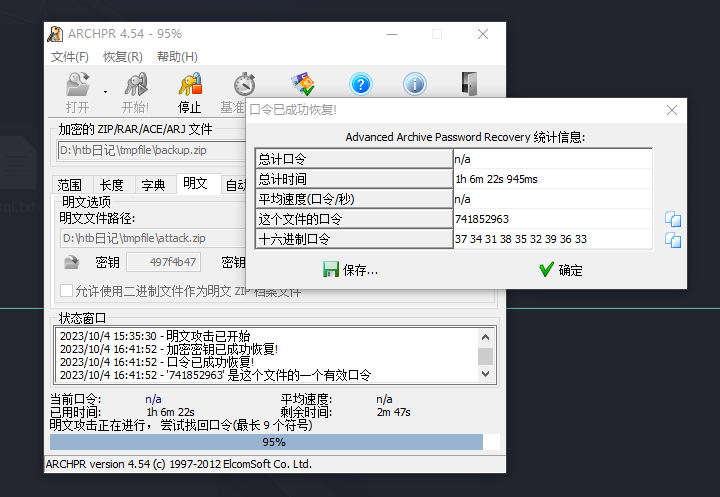 ARCHPR 4.54 - 95%
文件(F) 恢复(R) 帮助(H)
打开 开始! 停止 基准
加密的 ZIP/RAR/ACE/ARJ 文件
D:\htb日记\tmpfile\backup.zip
范围 长度 字典 明文 自动
明文选项
明文文件路径:
D:\htb日记\tmpfile\attack.zip
密钥 497f4b47 密钥
允许使用二进制文件作为明文 ZIP 档案文件
状态窗口
2023/10/4 15:35:30 - 明文攻击已开始
2023/10/4 16:41:52 - 加密密钥已成功恢复!
2023/10/4 16:41:52 - 口令已成功恢复!
2023/10/4 16:41:52 - '741852963' 是这个文件的一个有效口令
当前口令: n/a 平均速度: n/a
已用时间: 1h 6m 22s 剩余时间: 2m 47s
明文攻击正在进行，尝试找回口令(最长 9 个符号)
95%
ARCHPR version 4.54 (c) 1997-2012 ElcomSoft Co. Ltd.
口令已成功恢复!
Advanced Archive Password Recovery 统计信息:
总计口令 n/a
总计时间 1h 6m 22s 945ms
平均速度(口令/秒) n/a
这个文件的口令 741852963
十六进制口令 37 34 31 38 35 32 39 36 33
保存... 确定